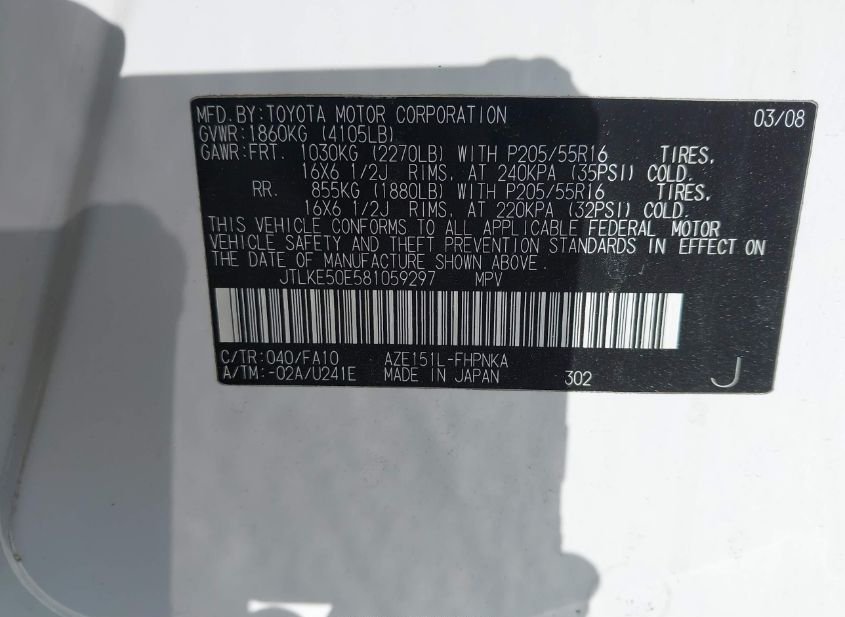 MFD.BY:TOYOTA MOTOR CORPORATION 03/08
GVWR:1860KG (4105LB)
GAWR:FRT. 1030KG (2270LB) WITH P205/55R16 TIRES,
16X6 1/2J RIMS, AT 240KPA (35PSI) COLD.
RR. 855KG (1880LB) WITH P205/55R16 TIRES,
16X6 1/2J RIMS, AT 220KPA (32PSI) COLD.
THIS VEHICLE CONFORMS TO ALL APPLICABLE FEDERAL MOTOR
VEHICLE SAFETY AND THEFT PREVENTION STANDARDS IN EFFECT ON
THE DATE OF MANUFACTURE SHOWN ABOVE.
JTLKE50E581059297 MPV
C/TR:040/FA10 AZE151L-FHPNKA
A/TM:-02A/U241E MADE IN JAPAN 302 J